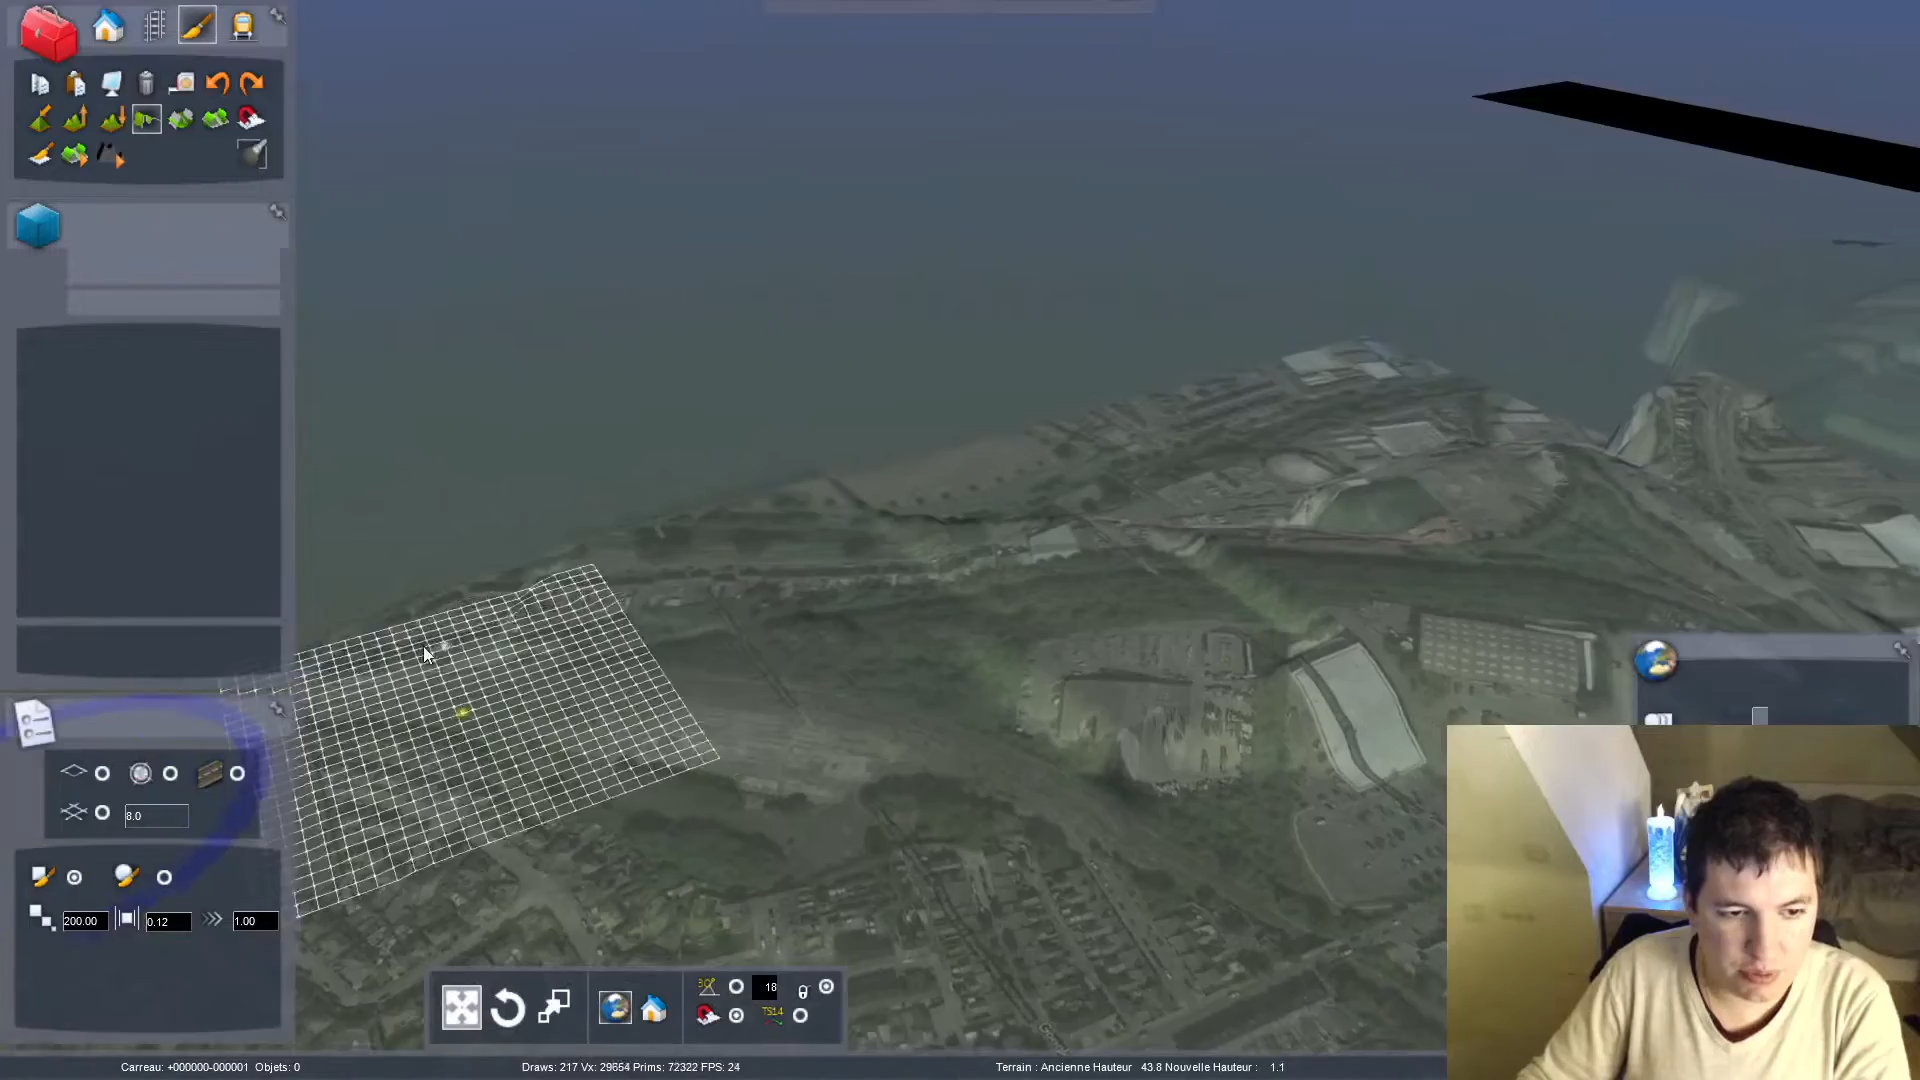 8.0
200.00 0.12 1.00
30° 18
TS14
Carreau: +000000-000001 Objets: 0 Draws: 217 Vx: 29654 Prims: 72322 FPS: 24 Terrain : Ancienne Hauteur 43.8 Nouvelle Hauteur : 1.1